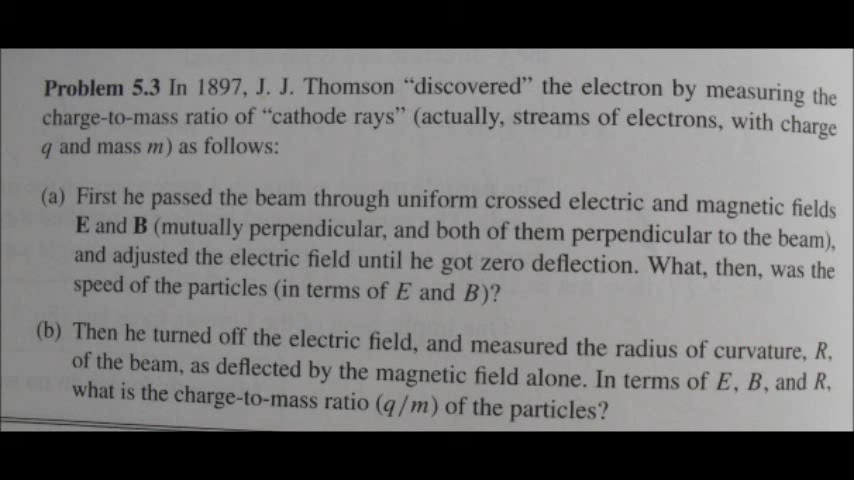 Problem 5.3 In 1897, J. J. Thomson “discovered” the electron by measuring the
charge-to-mass ratio of “cathode rays” (actually, streams of electrons, with charge
q and mass m) as follows:
(a) First he passed the beam through uniform crossed electric and magnetic fields
E and B (mutually perpendicular, and both of them perpendicular to the beam),
and adjusted the electric field until he got zero deflection. What, then, was the
speed of the particles (in terms of E and B)?
(b) Then he turned off the electric field, and measured the radius of curvature, R,
of the beam, as deflected by the magnetic field alone. In terms of E, B, and R,
what is the charge-to-mass ratio (q/m) of the particles?